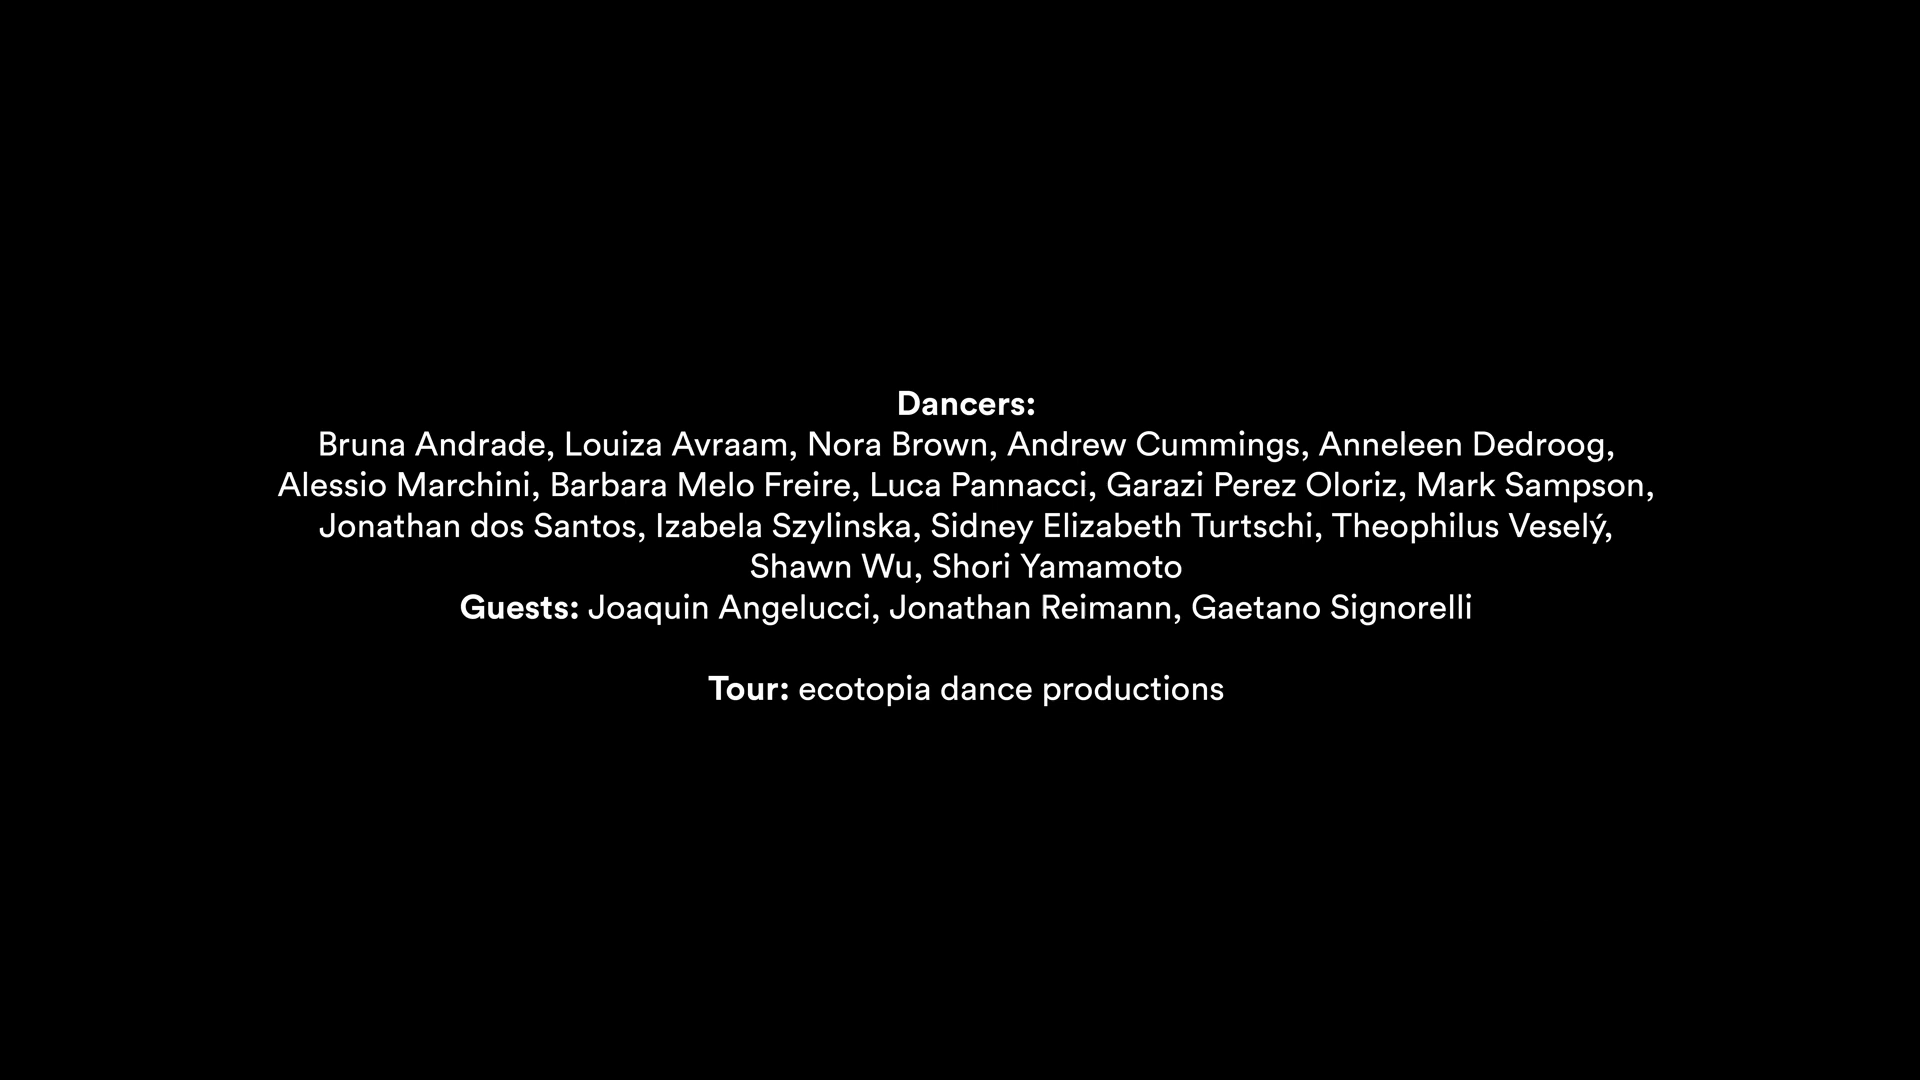 Dancers:
Bruna Andrade, Louiza Avraam, Nora Brown, Andrew Cummings, Anneleen Dedroog,
Alessio Marchini, Barbara Melo Freire, Luca Pannacci, Garazi Perez Oloriz, Mark Sampson,
Jonathan dos Santos, Izabela Szylinska, Sidney Elizabeth Turtschi, Theophilus Veselý,
Shawn Wu, Shori Yamamoto
Guests: Joaquin Angelucci, Jonathan Reimann, Gaetano Signorelli
Tour: ecotopia dance productions